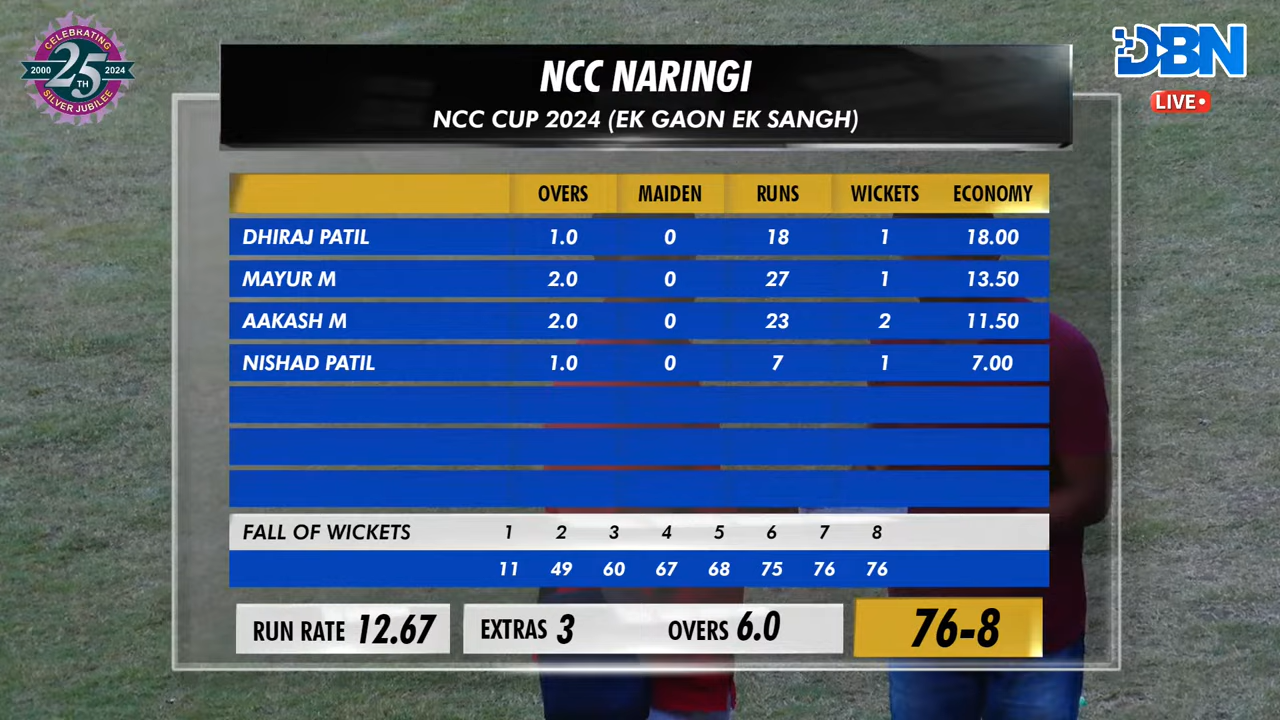 CELEBRATING
2000 25TH 2024
SILVER JUBILEE
DBN
LIVE
NCC NARINGI
NCC CUP 2024 (EK GAON EK SANGH)
OVERS MAIDEN RUNS WICKETS ECONOMY
DHIRAJ PATIL 1.0 0 18 1 18.00
MAYUR M 2.0 0 27 1 13.50
AAKASH M 2.0 0 23 2 11.50
NISHAD PATIL 1.0 0 7 1 7.00
FALL OF WICKETS 1 2 3 4 5 6 7 8
11 49 60 67 68 75 76 76
RUN RATE 12.67 EXTRAS 3 OVERS 6.0 76-8